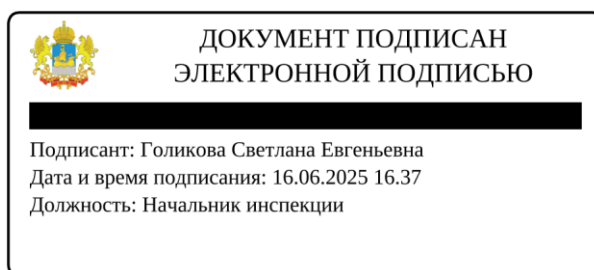 ДОКУМЕНТ ПОДПИСАН
ЭЛЕКТРОННОЙ ПОДПИСЬЮ
Подписант: Голикова Светлана Евгеньевна
Дата и время подписания: 16.06.2025 16.37
Должность: Начальник инспекции